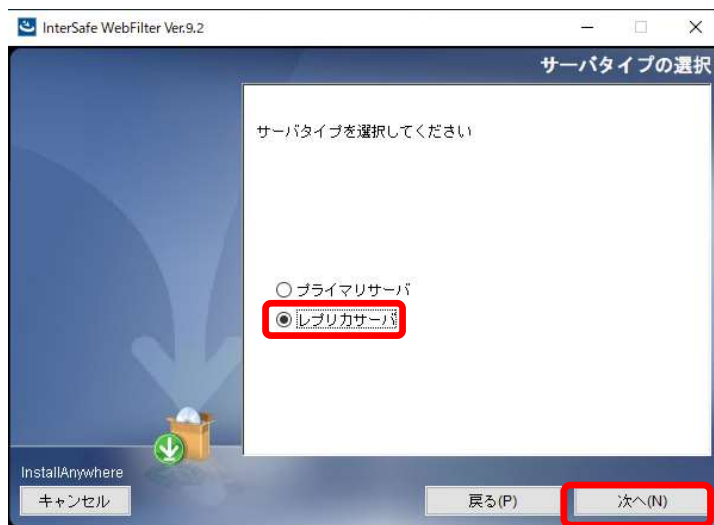 InterSafe WebFilter Ver.9.2
サーバタイプの選択
サーバタイプを選択してください
プライマリサーバ
レプリカサーバ
InstallAnywhere
キャンセル
戻る(P)
次へ(N)